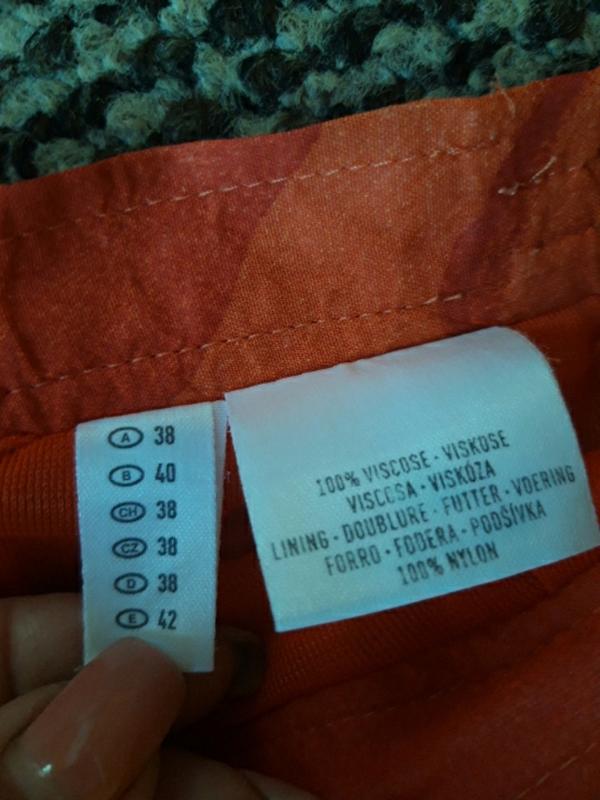 A 38
B 40
CH 38
CZ 38
D 38
E 42
100% VISCOSE · VISKOSE
VISCOSA · VISKÓZA
LINING · DOUBLURE · FUTTER · VOERING
FORRO · FODERA · PODŠÍVKA
100% NYLON